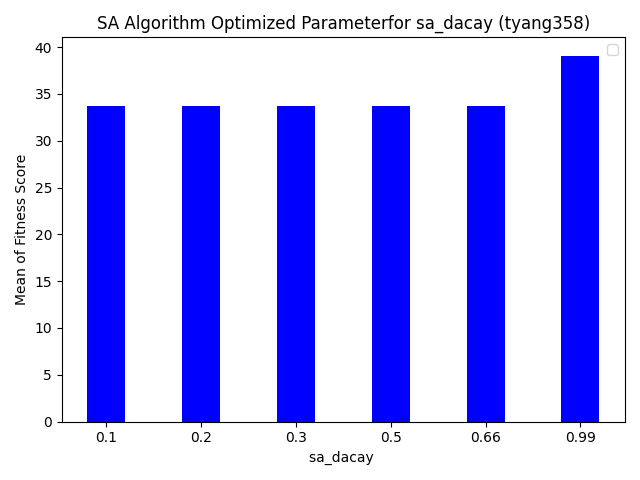 SA Algorithm Optimized Parameterfor sa_dacay (tyang358)
40
35
30
25
20
15
10
5
0
Mean of Fitness Score
0.1 0.2 0.3 0.5 0.66 0.99
sa_dacay